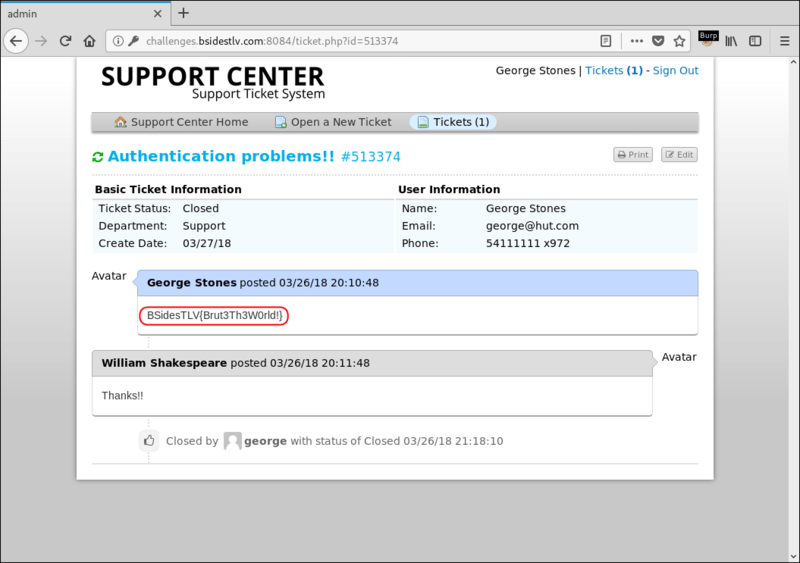 admin
challenges.bsidestlv.com:8084/ticket.php?id=513374
Burp
SUPPORT CENTER
Support Ticket System
George Stones | Tickets (1) - Sign Out
Support Center Home Open a New Ticket Tickets (1)
Authentication problems!! #513374
Print Edit
Basic Ticket Information User Information
Ticket Status: Closed Name: George Stones
Department: Support Email: george@hut.com
Create Date: 03/27/18 Phone: 54111111 x972
Avatar
George Stones posted 03/26/18 20:10:48
BSidesTLV{Brut3Th3W0rld!}
William Shakespeare posted 03/26/18 20:11:48
Avatar
Thanks!!
Closed by george with status of Closed 03/26/18 21:18:10